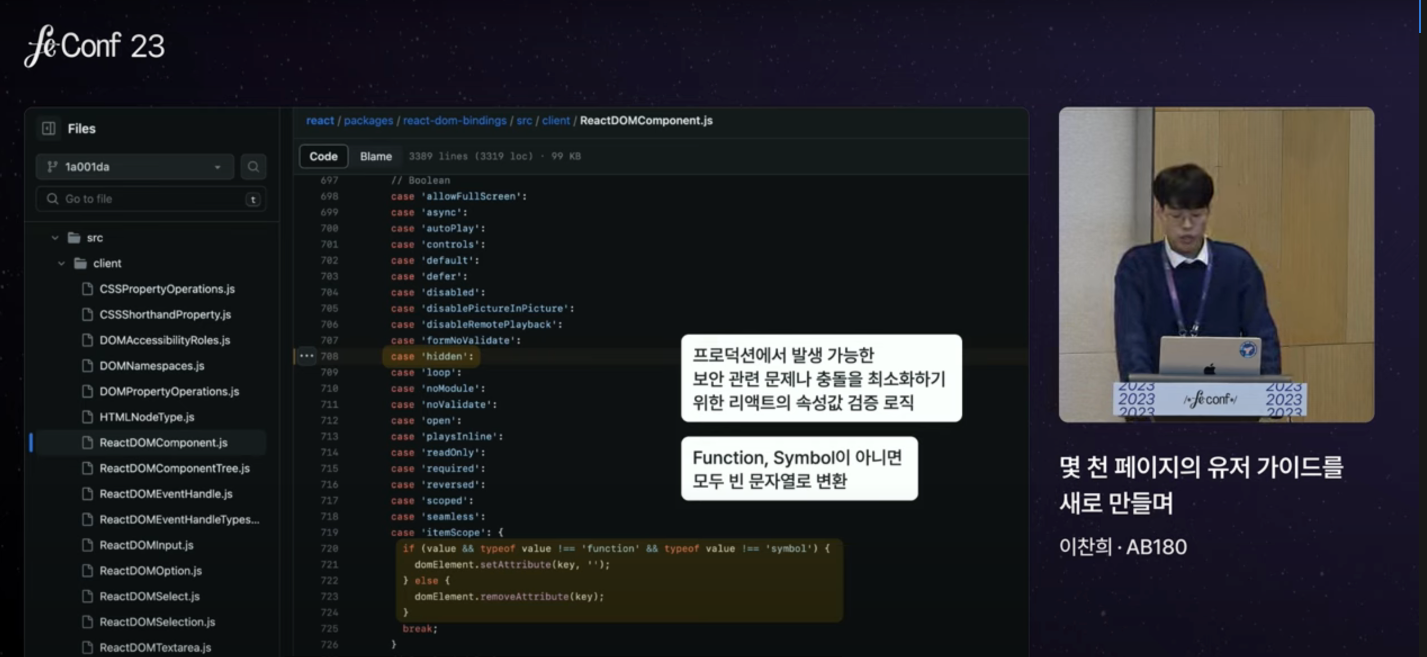 feConf 23
Files
1a001da
Go to file
t
src
client
CSSPropertyOperations.js
CSSShorthandProperty.js
DOMAccessibilityRoles.js
DOMNamespaces.js
DOMPropertyOperations.js
HTMLNodeType.js
ReactDOMComponent.js
ReactDOMComponentTree.js
ReactDOMEventHandle.js
ReactDOMEventHandleTypes...
ReactDOMInput.js
ReactDOMOption.js
ReactDOMSelect.js
ReactDOMSelection.js
ReactDOMTextarea.js
react / packages / react-dom-bindings / src / client / ReactDOMComponent.js
Code Blame 3389 lines (3319 loc) · 99 KB
697 // Boolean
698 case 'allowFullScreen':
699 case 'async':
700 case 'autoPlay':
701 case 'controls':
702 case 'default':
703 case 'defer':
704 case 'disabled':
705 case 'disablePictureInPicture':
706 case 'disableRemotePlayback':
707 case 'formNoValidate':
708 case 'hidden':
709 case 'loop':
710 case 'noModule':
711 case 'noValidate':
712 case 'open':
713 case 'playsInline':
714 case 'readOnly':
715 case 'required':
716 case 'reversed':
717 case 'scoped':
718 case 'seamless':
719 case 'itemScope': {
720 if (value && typeof value !== 'function' && typeof value !== 'symbol') {
721 domElement.setAttribute(key, '');
722 } else {
723 domElement.removeAttribute(key);
724 }
725 break;
726 }
프로덕션에서 발생 가능한
보안 관련 문제나 충돌을 최소화하기
위한 리액트의 속성값 검증 로직
Function, Symbol이 아니면
모두 빈 문자열로 변환
2023 2023
2023 /*feconf*/ 2023
2023 2023
몇 천 페이지의 유저 가이드를
새로 만들며
이찬희 · AB180